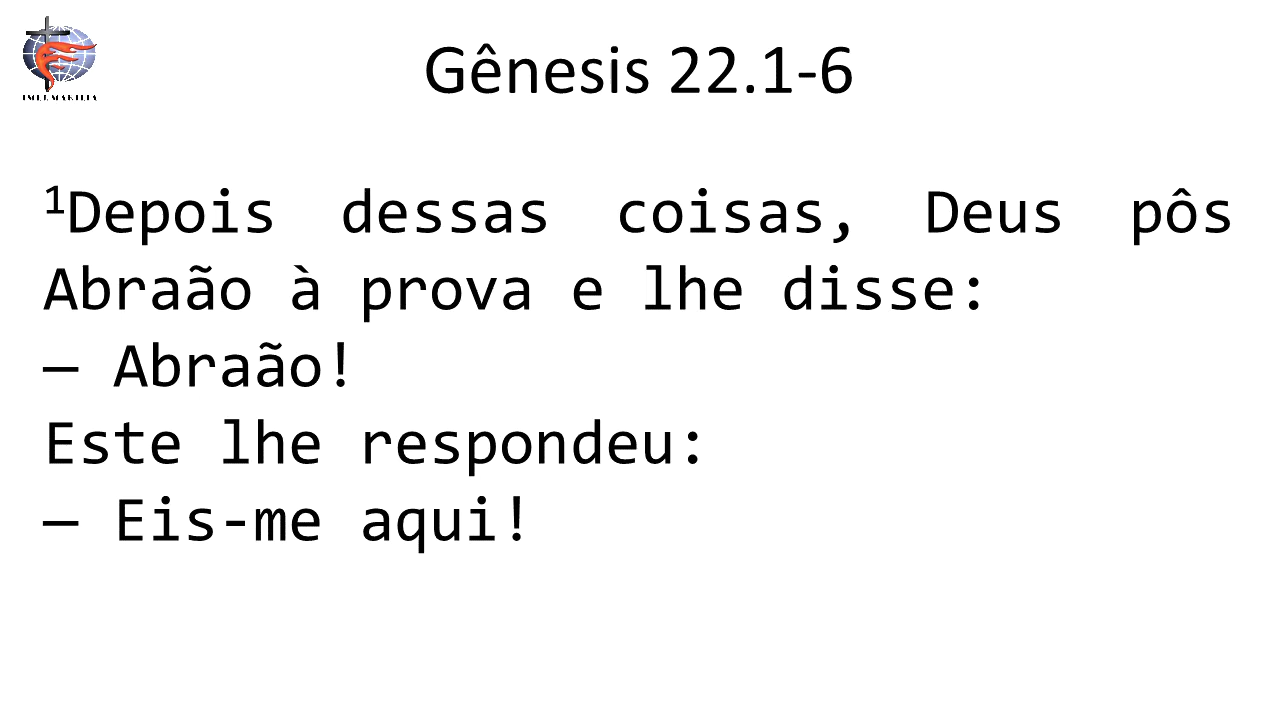 Gênesis 22.1-6
¹Depois dessas coisas, Deus pôs
Abraão à prova e lhe disse:
— Abraão!
Este lhe respondeu:
— Eis-me aqui!